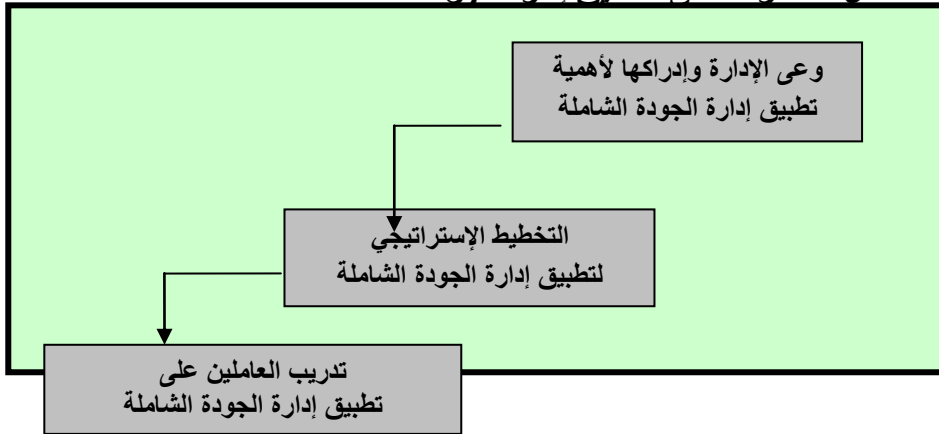 وعى الإدارة وإدراكها لأهمية
تطبيق إدارة الجودة الشاملة
التخطيط الإستراتيجي
لتطبيق إدارة الجودة الشاملة
تدريب العاملين على
تطبيق إدارة الجودة الشاملة